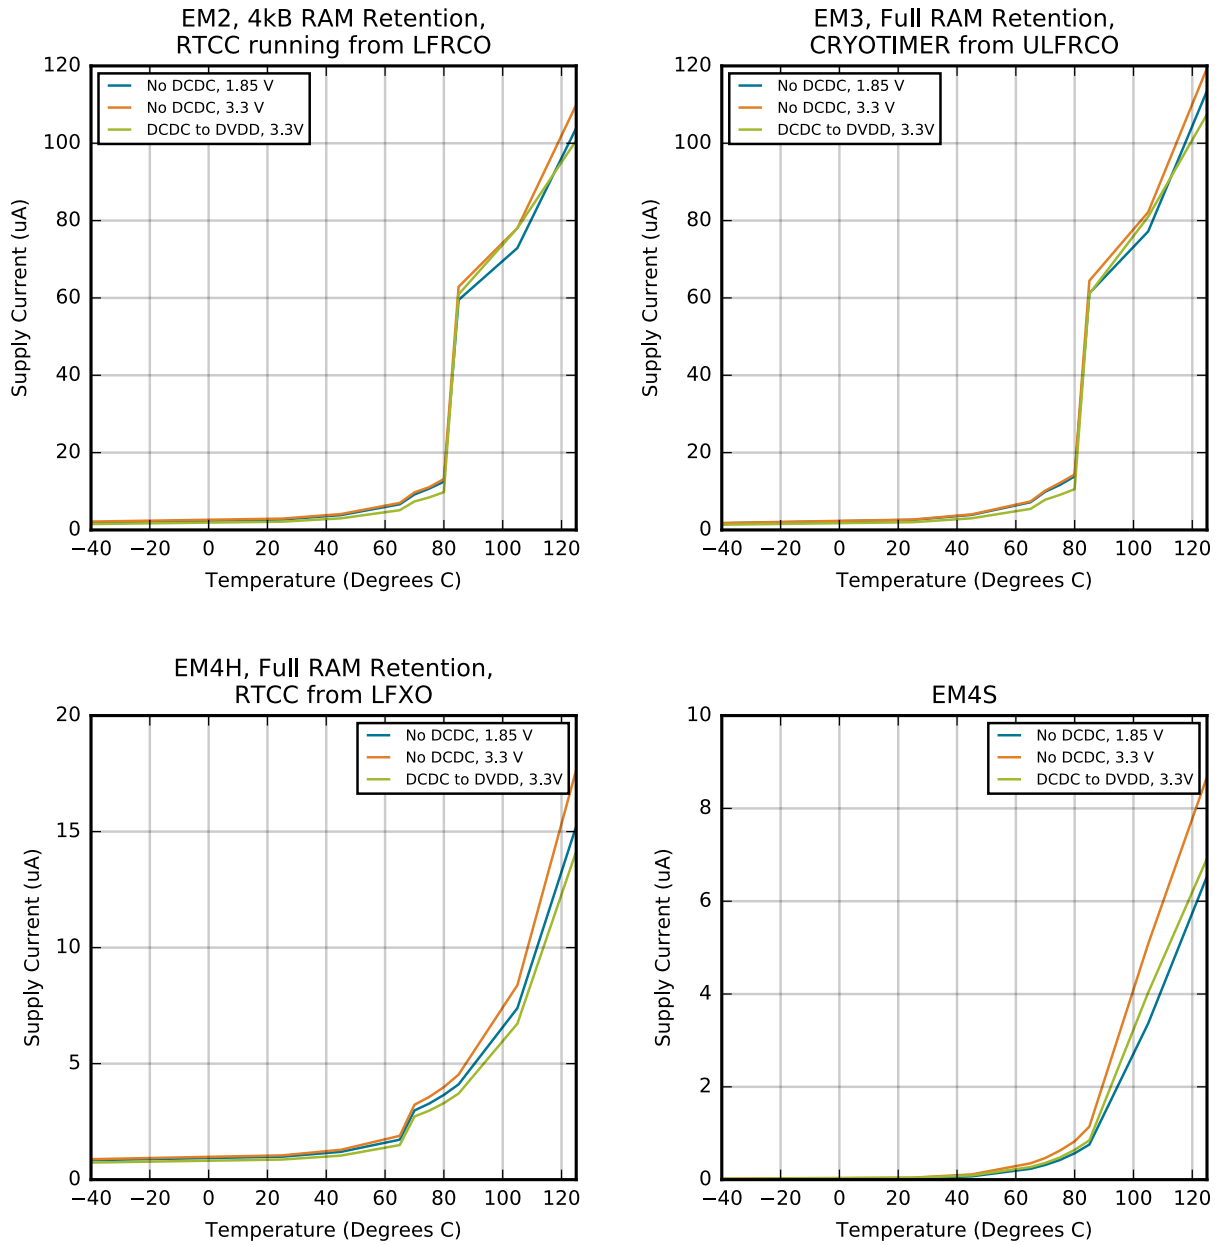 EM2, 4kB RAM Retention,
RTCC running from LFRCO
120
100
80
60
40
20
0
Supply Current (uA)
No DCDC, 1.85 V
No DCDC, 3.3 V
DCDC to DVDD, 3.3V
−40 −20 0 20 40 60 80 100 120
Temperature (Degrees C)
EM3, Full RAM Retention,
CRYOTIMER from ULFRCO
120
100
80
60
40
20
0
Supply Current (uA)
No DCDC, 1.85 V
No DCDC, 3.3 V
DCDC to DVDD, 3.3V
−40 −20 0 20 40 60 80 100 120
Temperature (Degrees C)
EM4H, Full RAM Retention,
RTCC from LFXO
20
15
10
5
0
Supply Current (uA)
No DCDC, 1.85 V
No DCDC, 3.3 V
DCDC to DVDD, 3.3V
−40 −20 0 20 40 60 80 100 120
Temperature (Degrees C)
EM4S
10
8
6
4
2
0
Supply Current (uA)
No DCDC, 1.85 V
No DCDC, 3.3 V
DCDC to DVDD, 3.3V
−40 −20 0 20 40 60 80 100 120
Temperature (Degrees C)